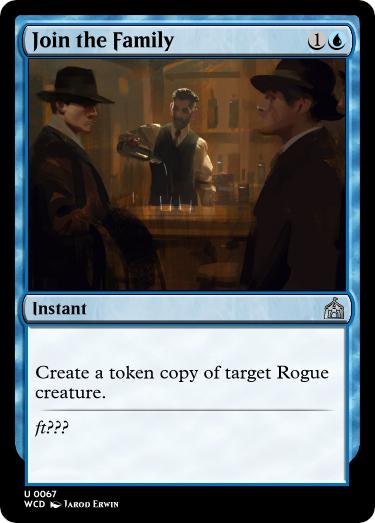 Join the Family 1
Instant
Create a token copy of target Rogue
creature.
ft???
U 0067
WCD Jarod Erwin